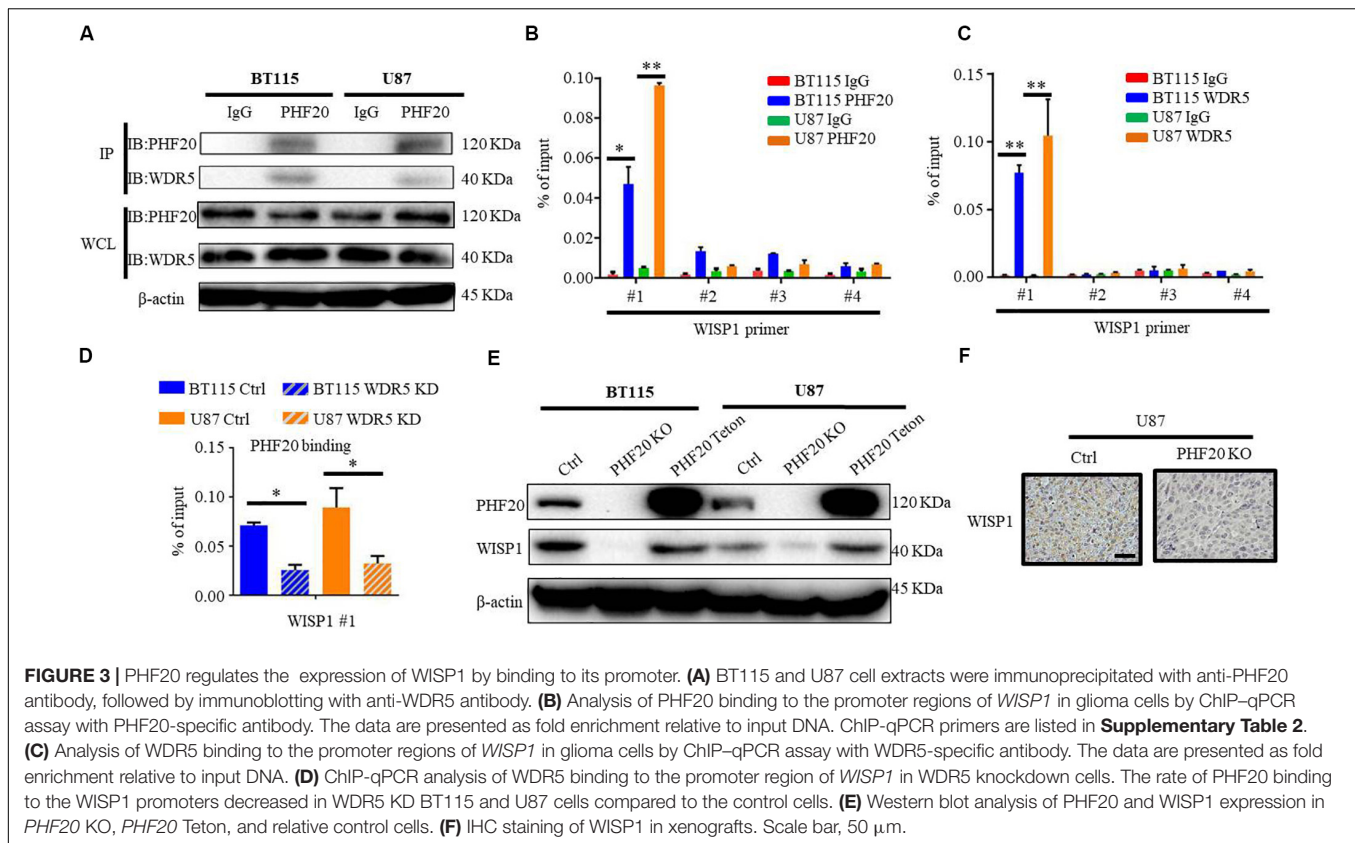 A
BT115 U87
IgG PHF20 IgG PHF20
IP
IB:PHF20 120 KDa
IB:WDR5 40 KDa
WCL
IB:PHF20 120 KDa
IB:WDR5 40 KDa
β-actin 45 KDa
B
** 
*
BT115 IgG
BT115 PHF20
U87 IgG
U87 PHF20
% of input
0.10
0.08
0.06
0.04
0.02
0.00
#1 #2 #3 #4
WISP1 primer
C
**
**
BT115 IgG
BT115 WDR5
U87 IgG
U87 WDR5
% of input
0.15
0.10
0.05
0.00
#1 #2 #3 #4
WISP1 primer
D
BT115 Ctrl BT115 WDR5 KD
U87 Ctrl U87 WDR5 KD
PHF20 binding
* *
% of input
0.15
0.10
0.05
0.00
WISP1 #1
E
BT115 U87
Ctrl PHF20 KO PHF20 Teton Ctrl PHF20 KO PHF20 Teton
PHF20 120 KDa
WISP1 40 KDa
β-actin 45 KDa
F
U87
Ctrl PHF20 KO
WISP1
FIGURE 3 | PHF20 regulates the expression of WISP1 by binding to its promoter. (A) BT115 and U87 cell extracts were immunoprecipitated with anti-PHF20
antibody, followed by immunoblotting with anti-WDR5 antibody. (B) Analysis of PHF20 binding to the promoter regions of WISP1 in glioma cells by ChIP–qPCR
assay with PHF20-specific antibody. The data are presented as fold enrichment relative to input DNA. ChIP-qPCR primers are listed in Supplementary Table 2.
(C) Analysis of WDR5 binding to the promoter regions of WISP1 in glioma cells by ChIP–qPCR assay with WDR5-specific antibody. The data are presented as fold
enrichment relative to input DNA. (D) ChIP-qPCR analysis of WDR5 binding to the promoter region of WISP1 in WDR5 knockdown cells. The rate of PHF20 binding
to the WISP1 promoters decreased in WDR5 KD BT115 and U87 cells compared to the control cells. (E) Western blot analysis of PHF20 and WISP1 expression in
PHF20 KO, PHF20 Teton, and relative control cells. (F) IHC staining of WISP1 in xenografts. Scale bar, 50 μm.